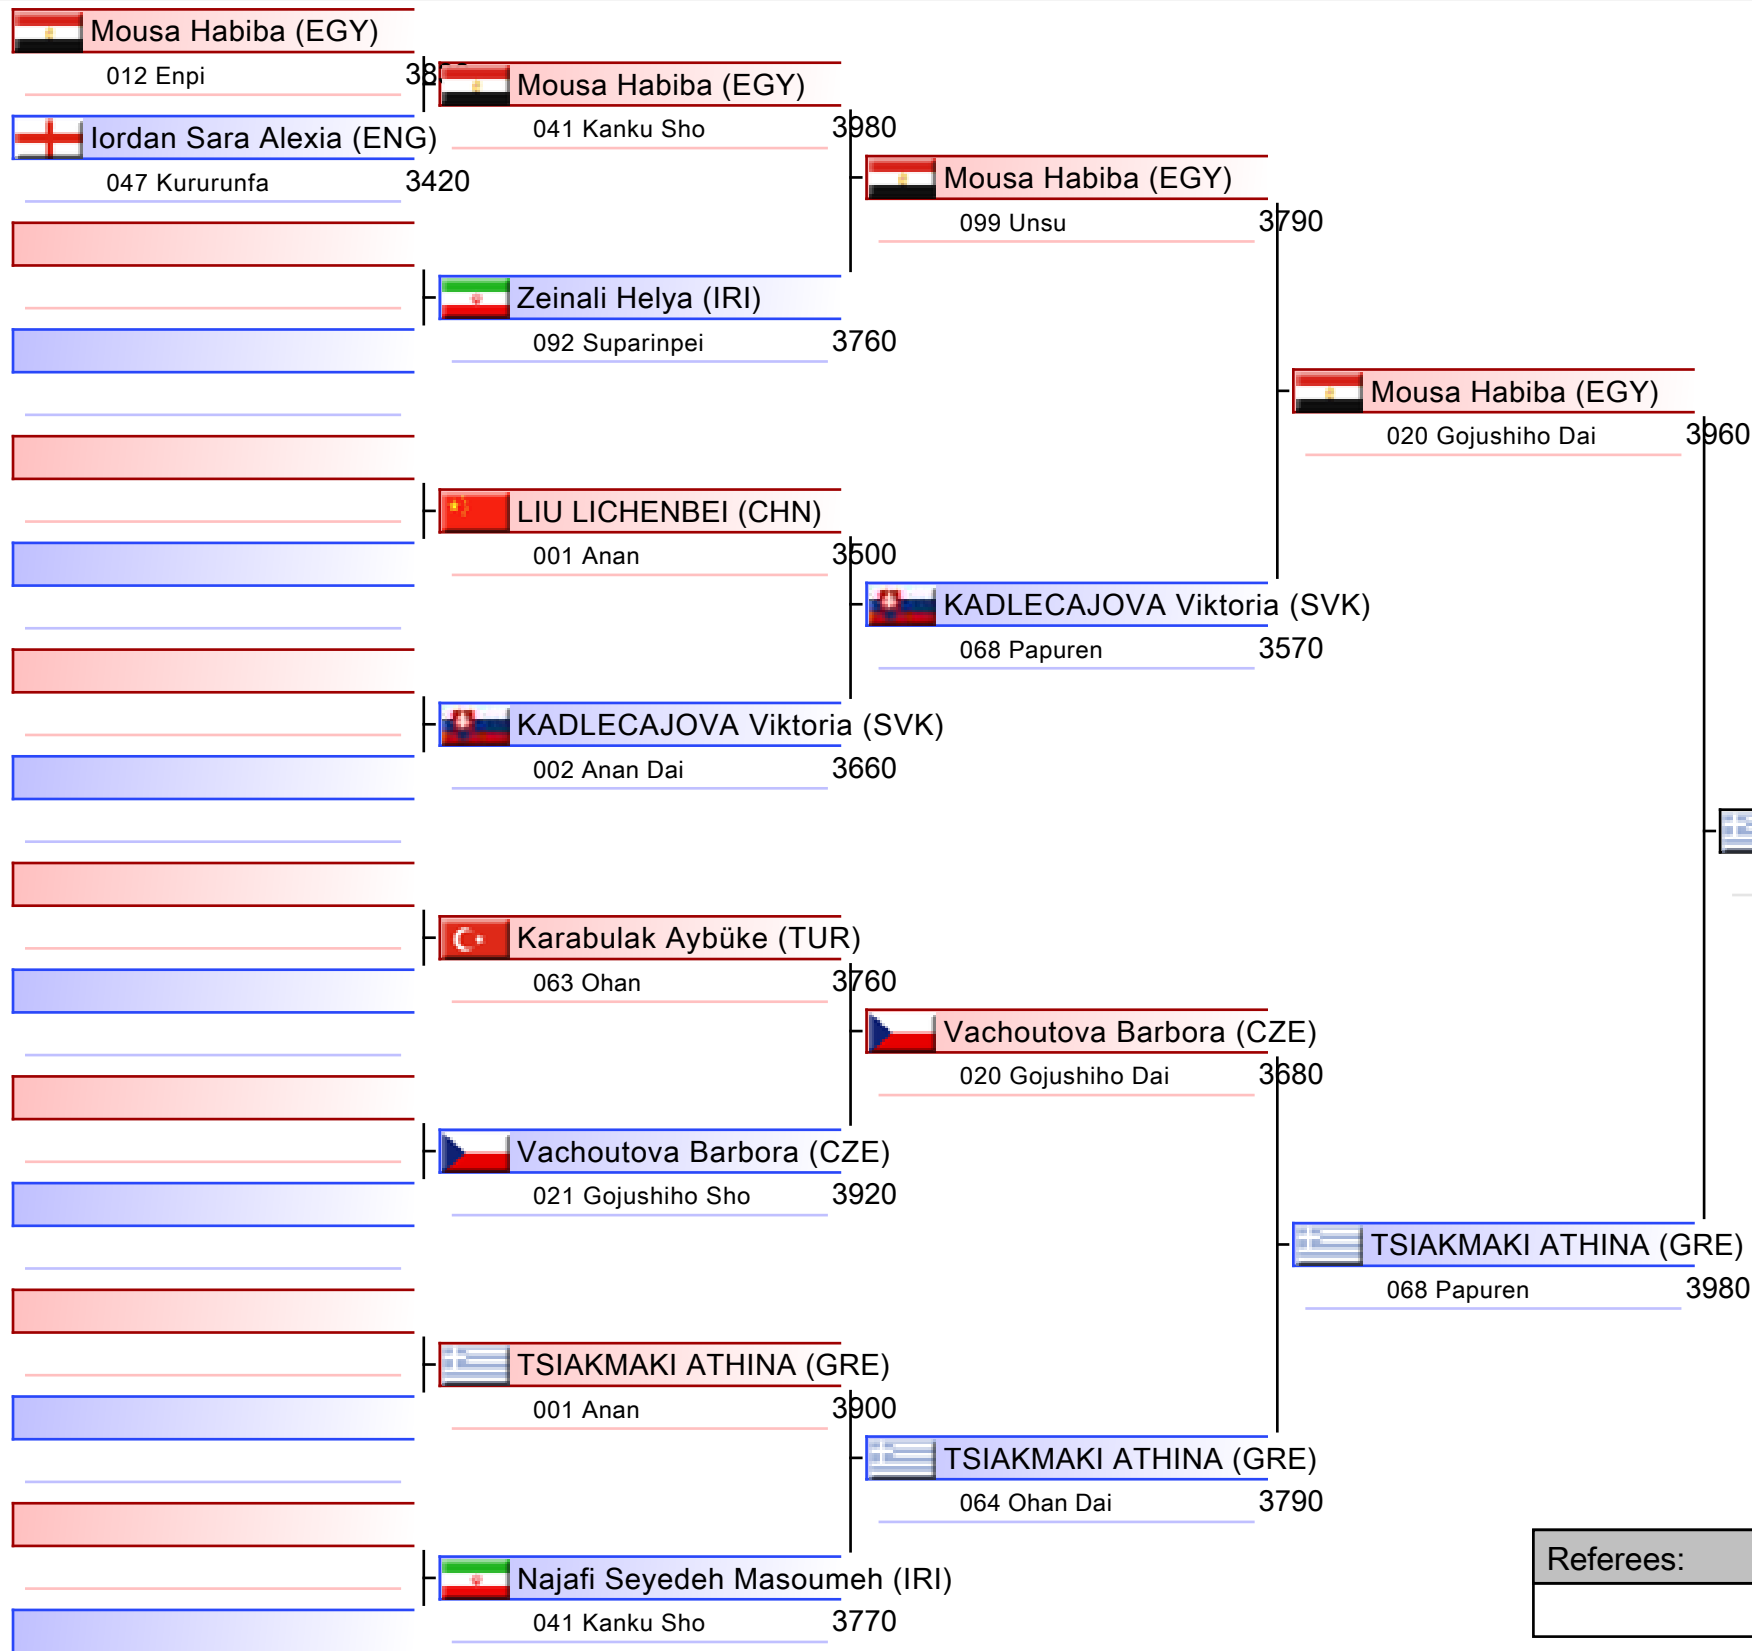 Mousa Habiba (EGY)
012 Enpi
Iordan Sara Alexia (ENG)
047 Kururunfa 3420
Mousa Habiba (EGY)
041 Kanku Sho 3980
Zeinali Helya (IRI)
092 Suparinpei 3760
LIU LICHENBEI (CHN)
001 Anan 3500
KADLECAJOVA Viktoria (SVK)
002 Anan Dai 3660
Karabulak Aybüke (TUR)
063 Ohan 3760
Vachoutova Barbora (CZE)
021 Gojushiho Sho 3920
TSIAKMAKI ATHINA (GRE)
001 Anan 3900
Najafi Seyedeh Masoumeh (IRI)
041 Kanku Sho 3770
Mousa Habiba (EGY)
099 Unsu 3790
KADLECAJOVA Viktoria (SVK)
068 Papuren 3570
Vachoutova Barbora (CZE)
020 Gojushiho Dai 3680
TSIAKMAKI ATHINA (GRE)
064 Ohan Dai 3790
Mousa Habiba (EGY)
020 Gojushiho Dai 3960
TSIAKMAKI ATHINA (GRE)
068 Papuren 3980
Referees: